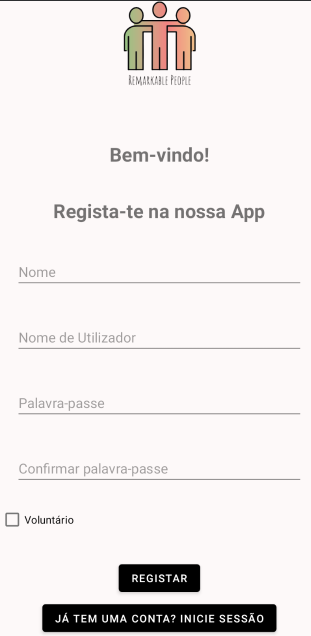 REMARKABLE PEOPLE
Bem-vindo!
Regista-te na nossa App
Nome
Nome de Utilizador
Palavra-passe
Confirmar palavra-passe
Voluntário
REGISTAR
JÁ TEM UMA CONTA? INICIE SESSÃO